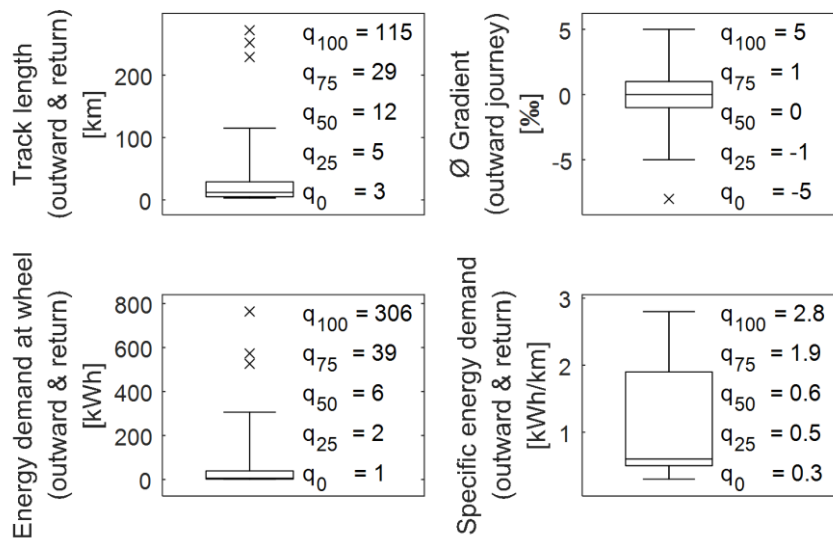 Track length
(outward & return)
[km]
200
100
0
q100 = 115
q75 = 29
q50 = 12
q25 = 5
q0 = 3
Ø Gradient
(outward journey)
[‰]
5
0
-5
q100 = 5
q75 = 1
q50 = 0
q25 = -1
q0 = -5
Energy demand at wheel
(outward & return)
[kWh]
800
600
400
200
0
q100 = 306
q75 = 39
q50 = 6
q25 = 2
q0 = 1
Specific energy demand
(outward & return)
[kWh/km]
3
2
1
q100 = 2.8
q75 = 1.9
q50 = 0.6
q25 = 0.5
q0 = 0.3